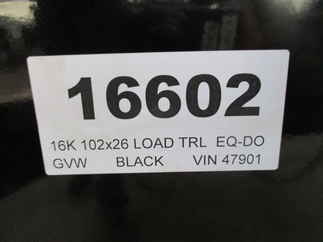 16602
16K 102x26 LOAD TRL EQ-DO
GVW BLACK VIN 47901